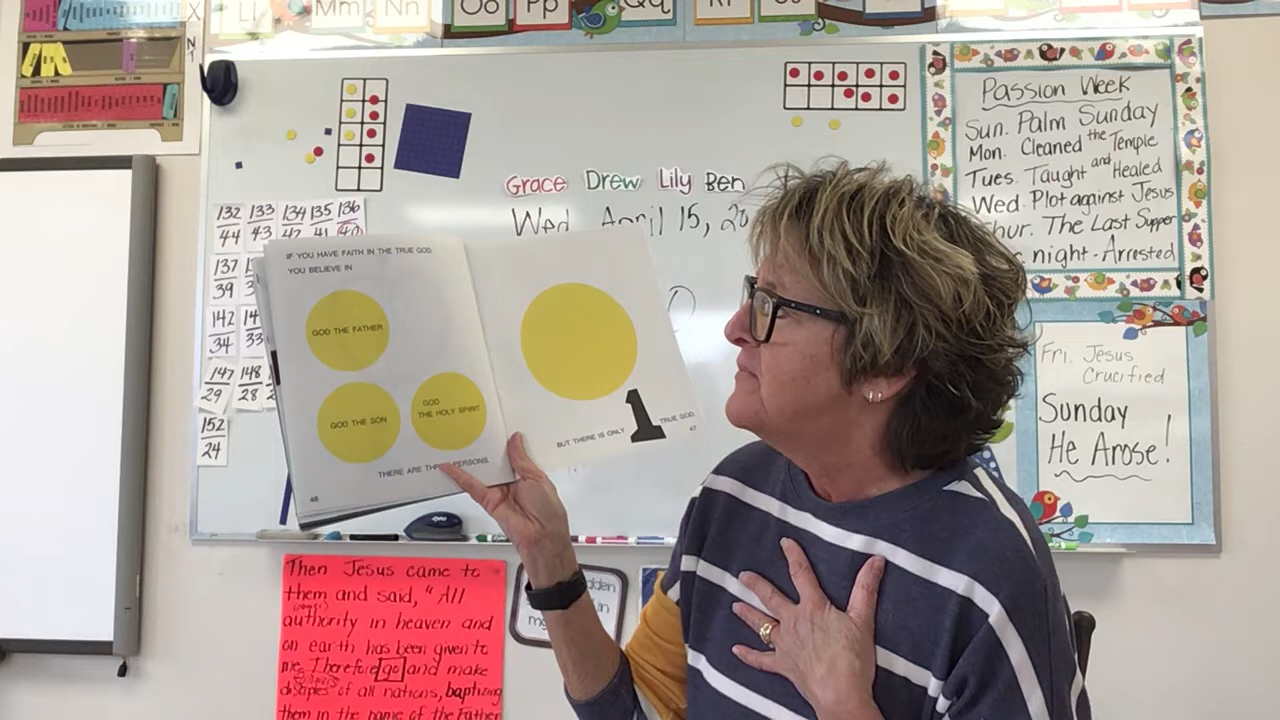 Ll Mm Nn Oo Pp Qq
Grace Drew Lily Ben
Wed April 15, 20
132 133 134 135 136
44 43 42 41 40
137
39
142
34 33
147 148
29 28
152
24
Passion Week
Sun. Palm Sunday
Mon. Cleaned the Temple
Tues. Taught and Healed
Wed. Plot against Jesus
The Last Supper
night - Arrested
Fri. Jesus
Crucified
Sunday
He Arose!
IF YOU HAVE FAITH IN THE TRUE GOD,
YOU BELIEVE IN
GOD THE FATHER
GOD THE SON
GOD
THE HOLY SPIRIT
THERE ARE THREE PERSONS.
46
BUT THERE IS ONLY 1 TRUE GOD.
47
Then Jesus came to
them and said, "All
authority in heaven and
on earth has been given to
me. Therefore go and make
disciples of all nations, baptizing
them in the name of the Father